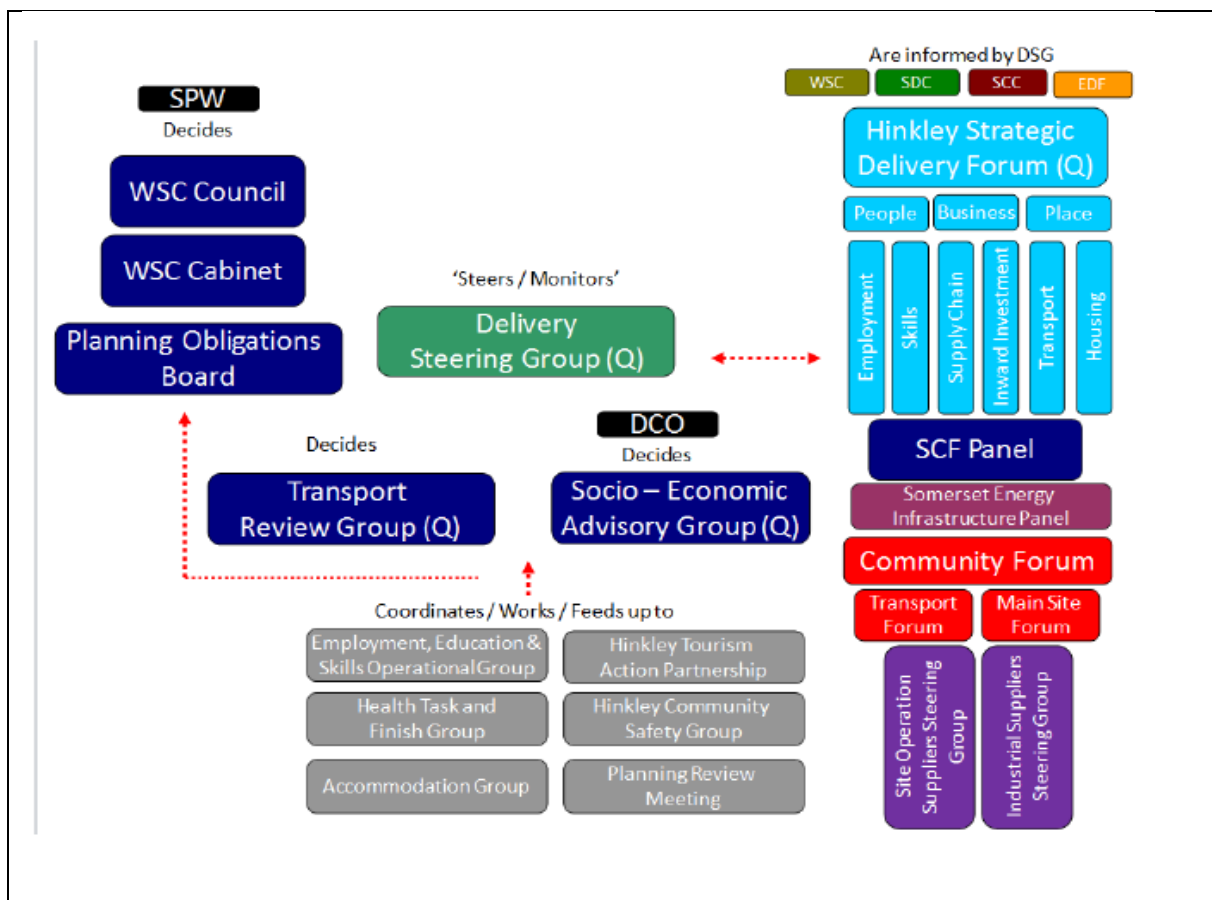 SPW
Decides
WSC Council
WSC Cabinet
Planning Obligations
Board
'Steers / Monitors'
Delivery
Steering Group (Q)
Decides
Transport
Review Group (Q)
DCO
Decides
Socio – Economic
Advisory Group (Q)
Coordinates / Works / Feeds up to
Employment, Education &
Skills Operational Group
Hinkley Tourism
Action Partnership
Health Task and
Finish Group
Hinkley Community
Safety Group
Accommodation Group
Planning Review
Meeting
Are informed by DSG
WSC
SDC
SCC
EDF
Hinkley Strategic
Delivery Forum (Q)
People
Business
Place
Employment
Skills
Supply Chain
Inward Investment
Transport
Housing
SCF Panel
Somerset Energy
Infrastructure Panel
Community Forum
Transport
Forum
Main Site
Forum
Site Operation
Suppliers Steering
Group
Industrial Suppliers
Steering Group